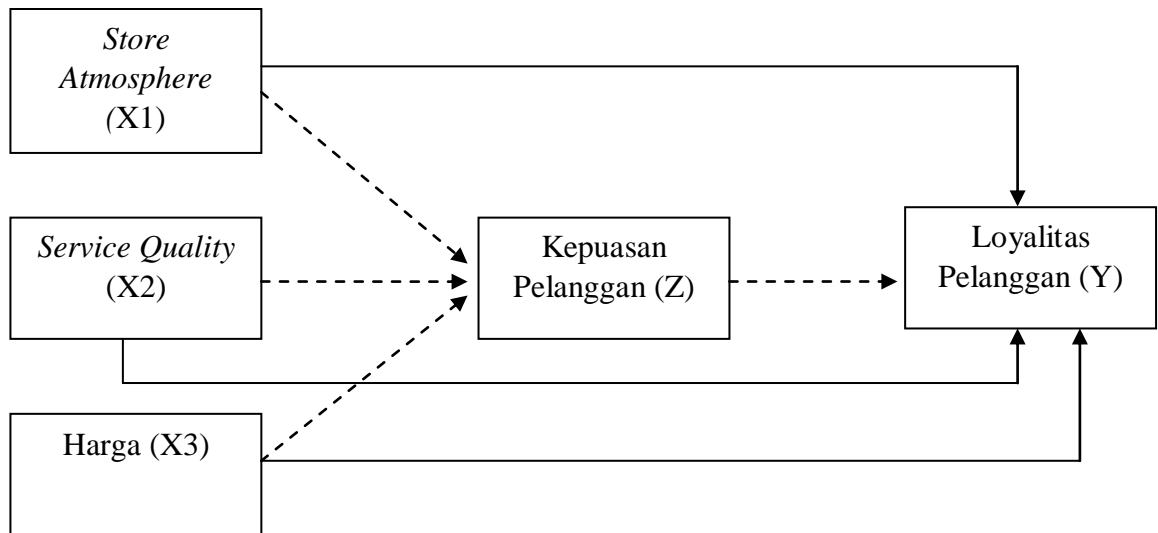 Store
Atmosphere
(X1)
Service Quality
(X2)
Kepuasan
Pelanggan (Z)
Loyalitas
Pelanggan (Y)
Harga (X3)